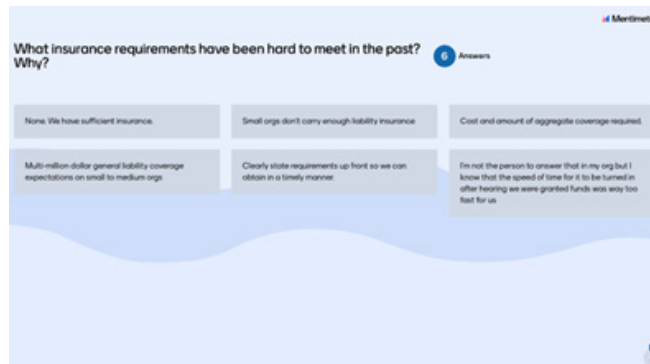 Mentimet
What insurance requirements have been hard to meet in the past?
Why?
6 Answers
None. We have sufficient insurance.
Small orgs don't carry enough liability insurance
Cost and amount of aggregate coverage required.
Multi-million dollar general liability coverage
expectations on small to medium orgs
Clearly state requirements up front so we can
obtain in a timely manner.
I'm not the person to answer that in my org but I
know that the speed of time for it to be turned in
after hearing we were granted funds was way too
fast for us